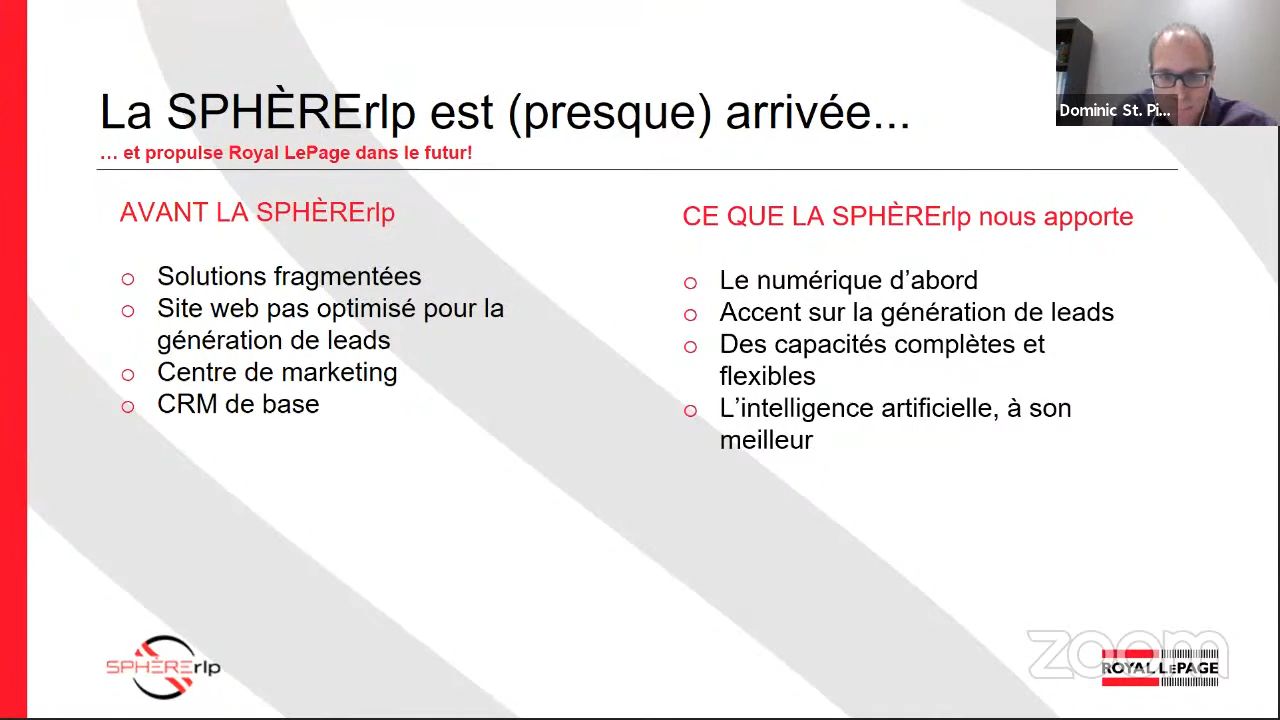 La SPHÈRErlp est (presque) arrivée...
… et propulse Royal LePage dans le futur!
AVANT LA SPHÈRErlp
o Solutions fragmentées
o Site web pas optimisé pour la
génération de leads
o Centre de marketing
o CRM de base
CE QUE LA SPHÈRErlp nous apporte
o Le numérique d’abord
o Accent sur la génération de leads
o Des capacités complètes et
flexibles
o L’intelligence artificielle, à son
meilleur
Dominic St. Pi...
SPHÈRErlp
zoom
ROYAL LEPAGE